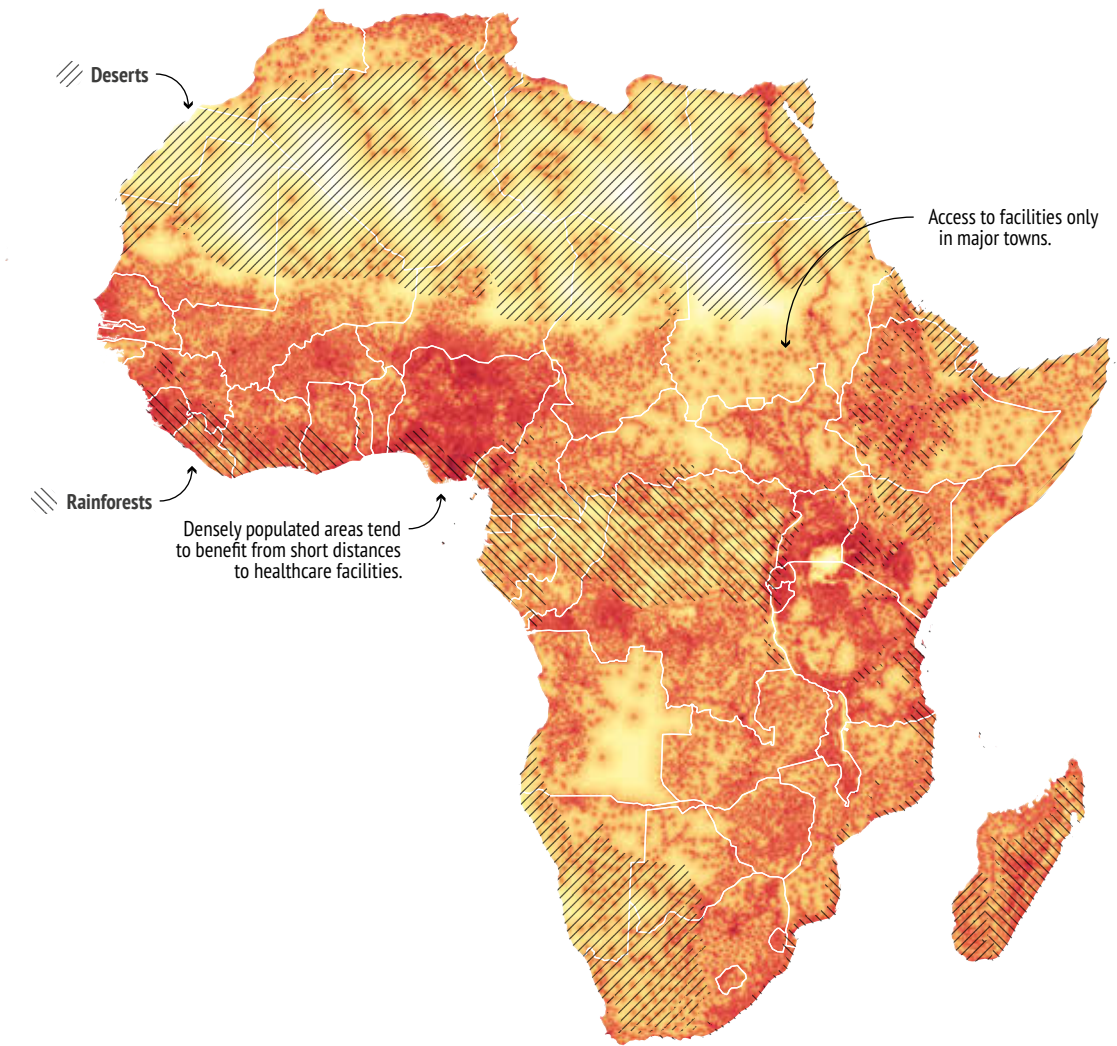 Deserts
Access to facilities only
in major towns.
Rainforests
Densely populated areas tend
to benefit from short distances
to healthcare facilities.